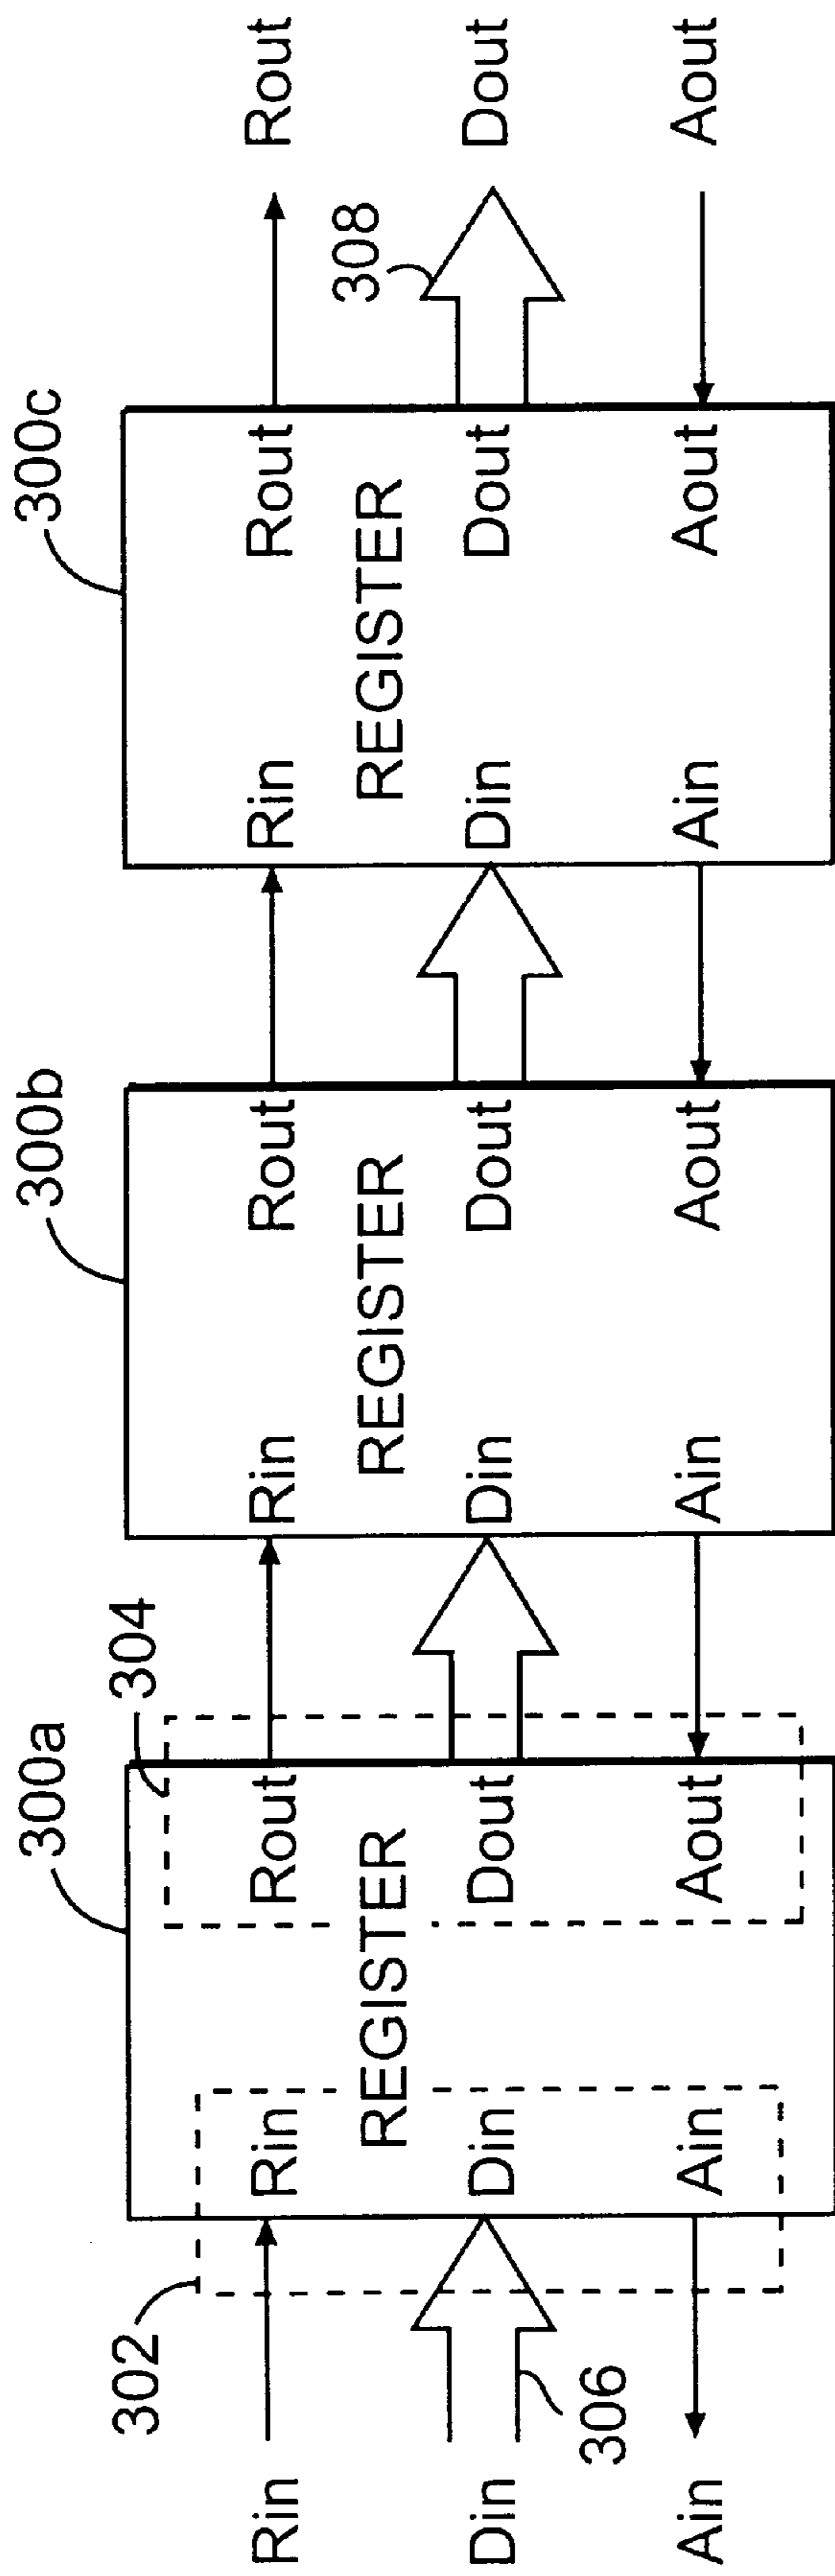 300a
300b
300c
302
304
Rin
Rin
Rout
Rin
Rout
Rin
Rout
Rout
308
REGISTER
REGISTER
REGISTER
Din
Din
Dout
Din
Dout
Din
Dout
Dout
306
Ain
Ain
Aout
Ain
Aout
Ain
Aout
Aout